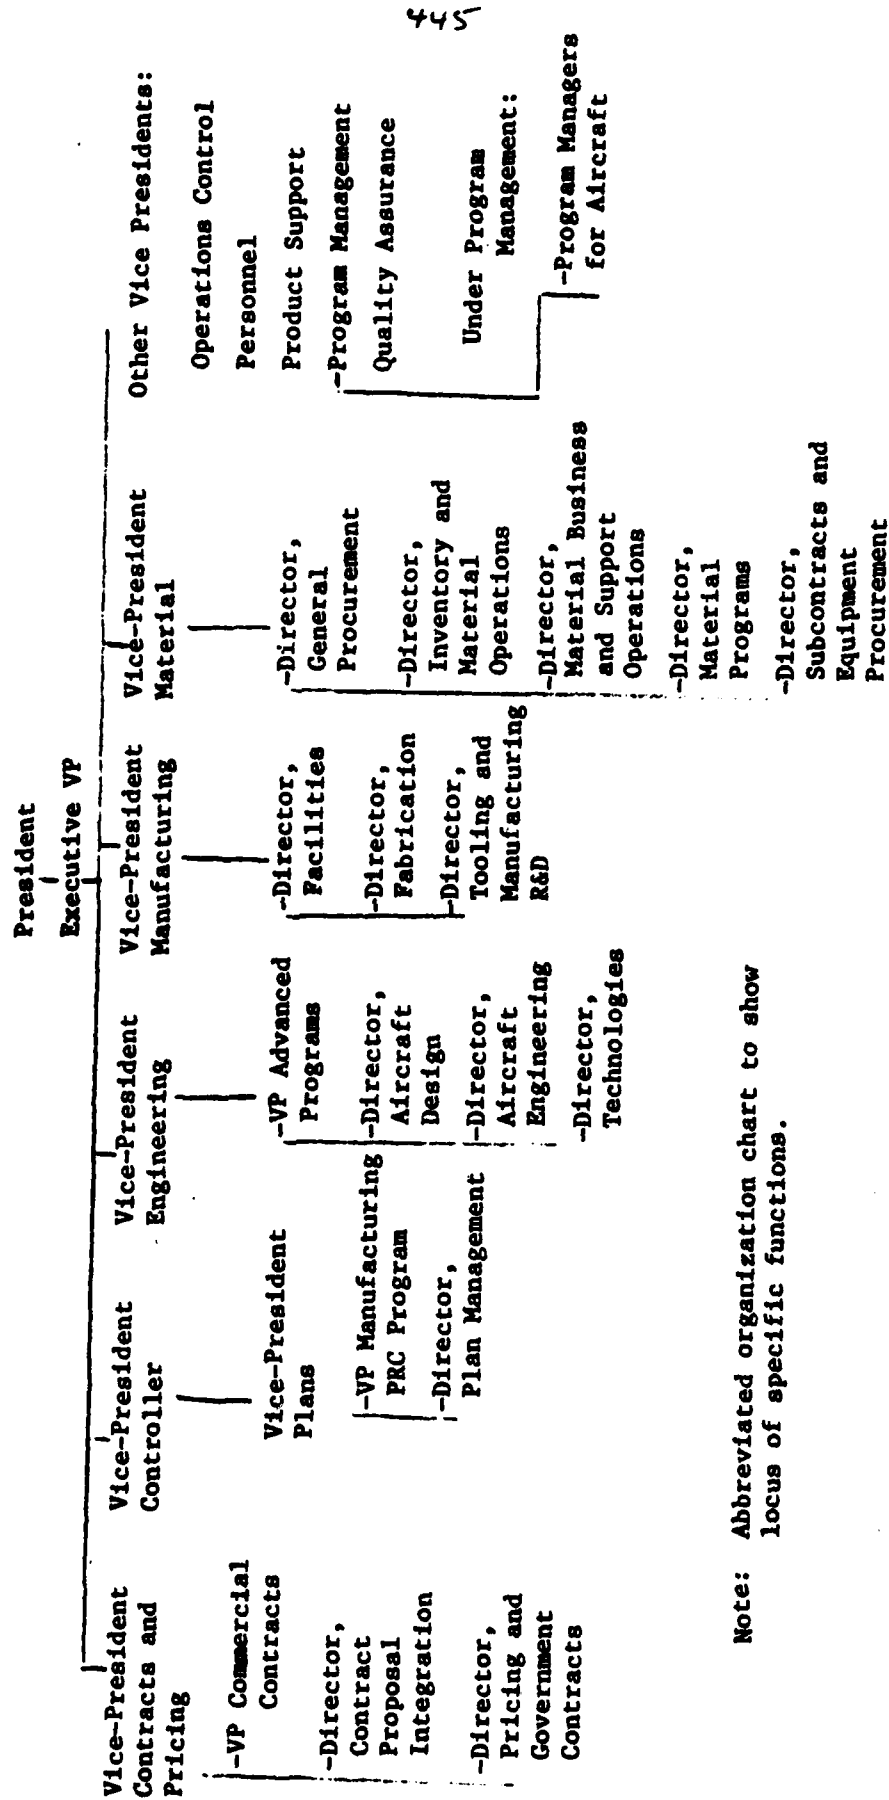 445
President
Executive VP
Vice-President
Contracts and
Pricing
-VP Commercial
Contracts
-Director,
Contract
Proposal
Integration
-Director,
Pricing and
Government
Contracts
Vice-President
Controller
Vice-President
Plans
-VP Manufacturing
PRC Program
-Director,
Plan Management
Vice-President
Engineering
-VP Advanced
Programs
-Director,
Aircraft
Design
-Director,
Aircraft
Engineering
-Director,
Technologies
Vice-President
Manufacturing
-Director,
Facilities
-Director,
Fabrication
-Director,
Tooling and
Manufacturing
R&D
Vice-President
Material
-Director,
General
Procurement
-Director,
Inventory and
Material
Operations
-Director,
Material Business
and Support
Operations
-Director,
Material
Programs
-Director,
Subcontracts and
Equipment
Procurement
Other Vice Presidents:
Operations Control
Personnel
Product Support
-Program Management
Quality Assurance
Under Program
Management:
-Program Managers
for Aircraft
Note: Abbreviated organization chart to show
locus of specific functions.